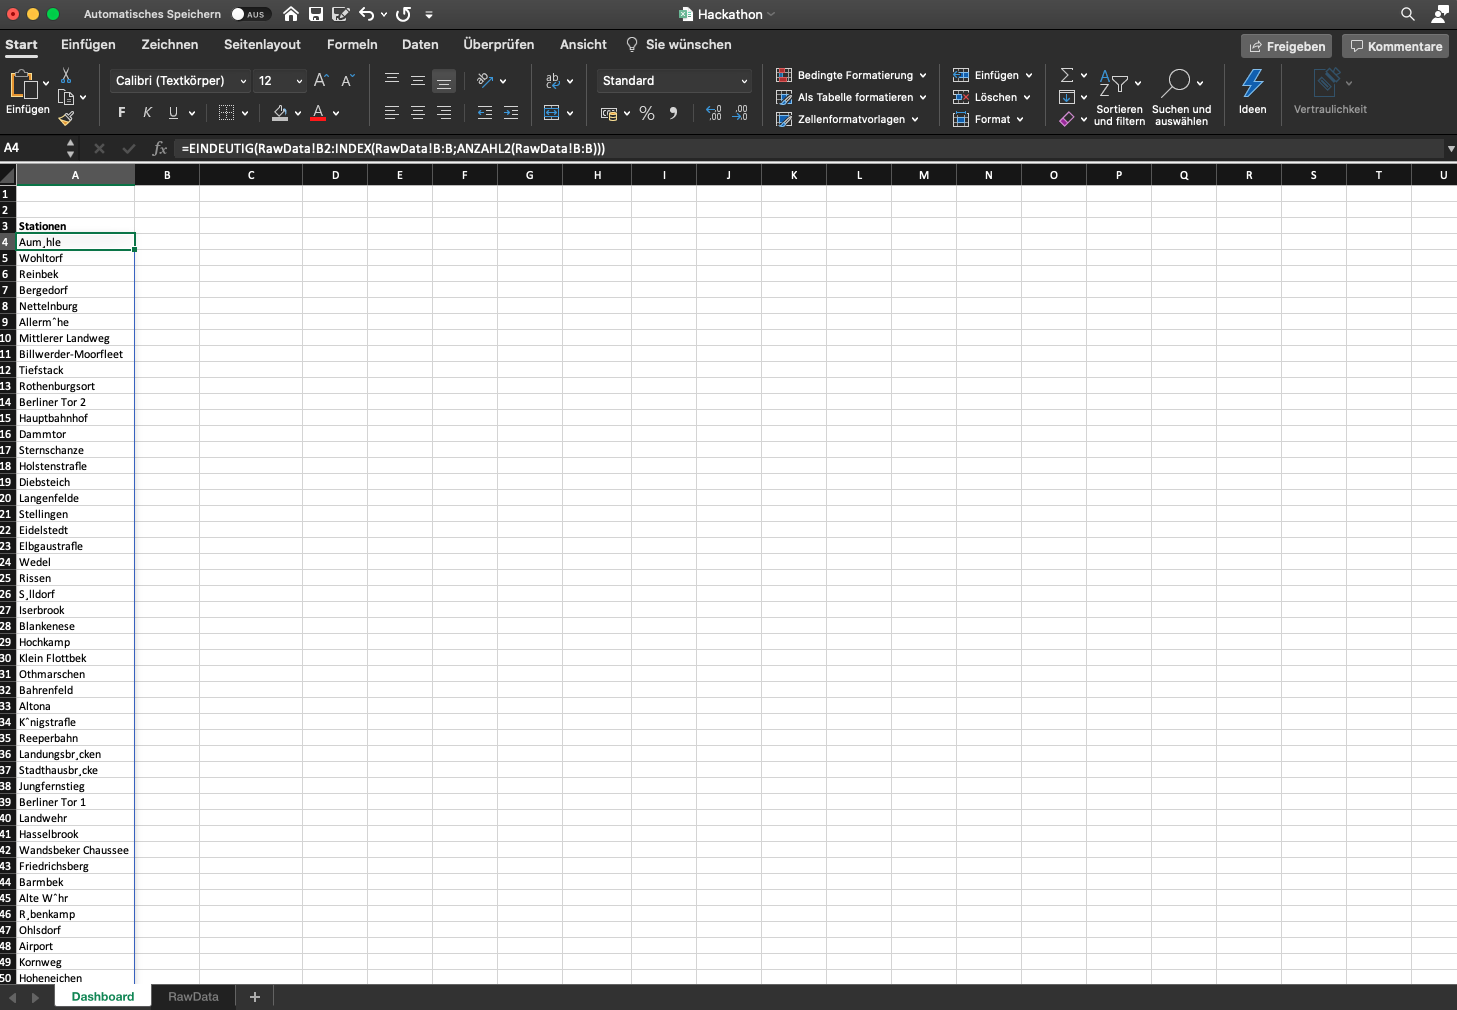 Automatisches Speichern AUS
Hackathon
Start Einfügen Zeichnen Seitenlayout Formeln Daten Überprüfen Ansicht Sie wünschen
Freigeben Kommentare
Einfügen
Calibri (Textkörper) 12
F K U
ab c
Standard
Bedingte Formatierung
Als Tabelle formatieren
Zellenformatvorlagen
Einfügen
Löschen
Format
Sortieren und filtern
Suchen und auswählen
Ideen
Vertraulichkeit
A4 fx =EINDEUTIG(RawData!B2:INDEX(RawData!B:B;ANZAHL2(RawData!B:B)))
A B C D E F G H I J K L M N O P Q R S T U
1
2
3 Stationen
4 Aum¸hle
5 Wohltorf
6 Reinbek
7 Bergedorf
8 Nettelnburg
9 Allermˆhe
10 Mittlerer Landweg
11 Billwerder-Moorfleet
12 Tiefstack
13 Rothenburgsort
14 Berliner Tor 2
15 Hauptbahnhof
16 Dammtor
17 Sternschanze
18 Holstenstraﬂe
19 Diebsteich
20 Langenfelde
21 Stellingen
22 Eidelstedt
23 Elbgaustraﬂe
24 Wedel
25 Rissen
26 S¸lldorf
27 Iserbrook
28 Blankenese
29 Hochkamp
30 Klein Flottbek
31 Othmarschen
32 Bahrenfeld
33 Altona
34 Kˆnigstraﬂe
35 Reeperbahn
36 Landungsbr¸cken
37 Stadthausbr¸cke
38 Jungfernstieg
39 Berliner Tor 1
40 Landwehr
41 Hasselbrook
42 Wandsbeker Chaussee
43 Friedrichsberg
44 Barmbek
45 Alte Wˆhr
46 R¸benkamp
47 Ohlsdorf
48 Airport
49 Kornweg
50 Hoheneichen
Dashboard RawData +